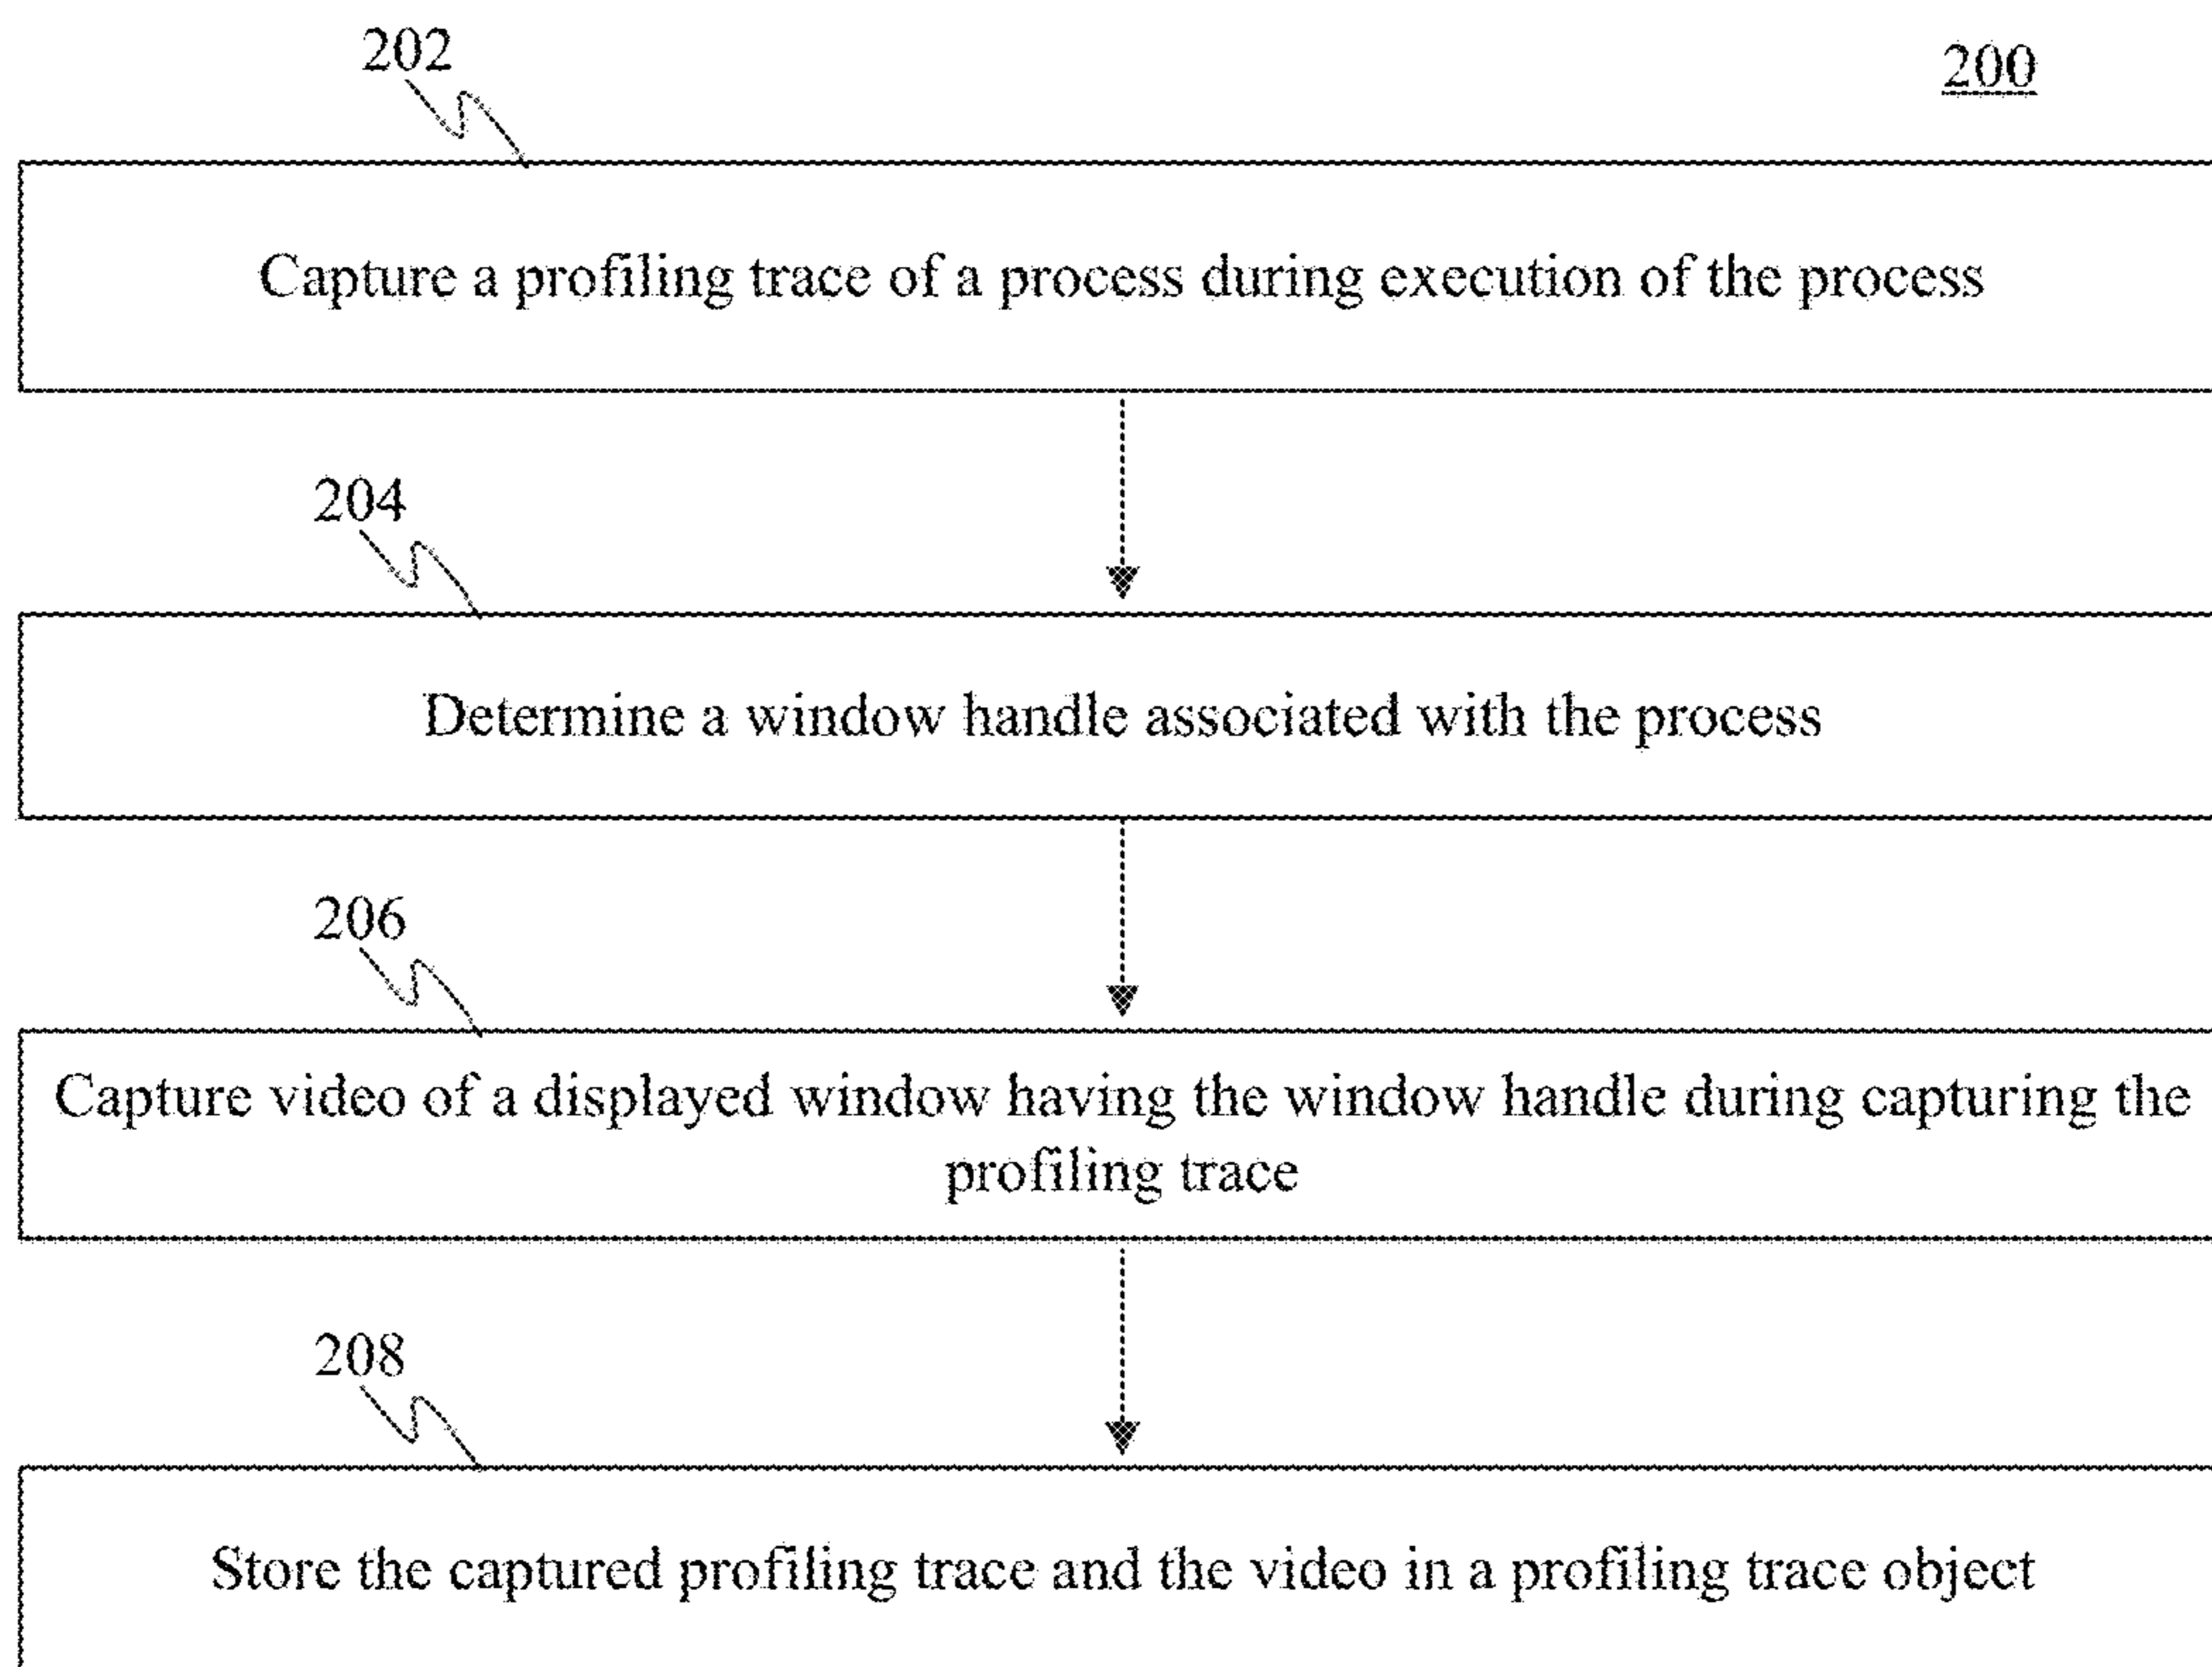 202
200
Capture a profiling trace of a process during execution of the process
204
Determine a window handle associated with the process
206
Capture video of a displayed window having the window handle during capturing the
profiling trace
208
Store the captured profiling trace and the video in a profiling trace object